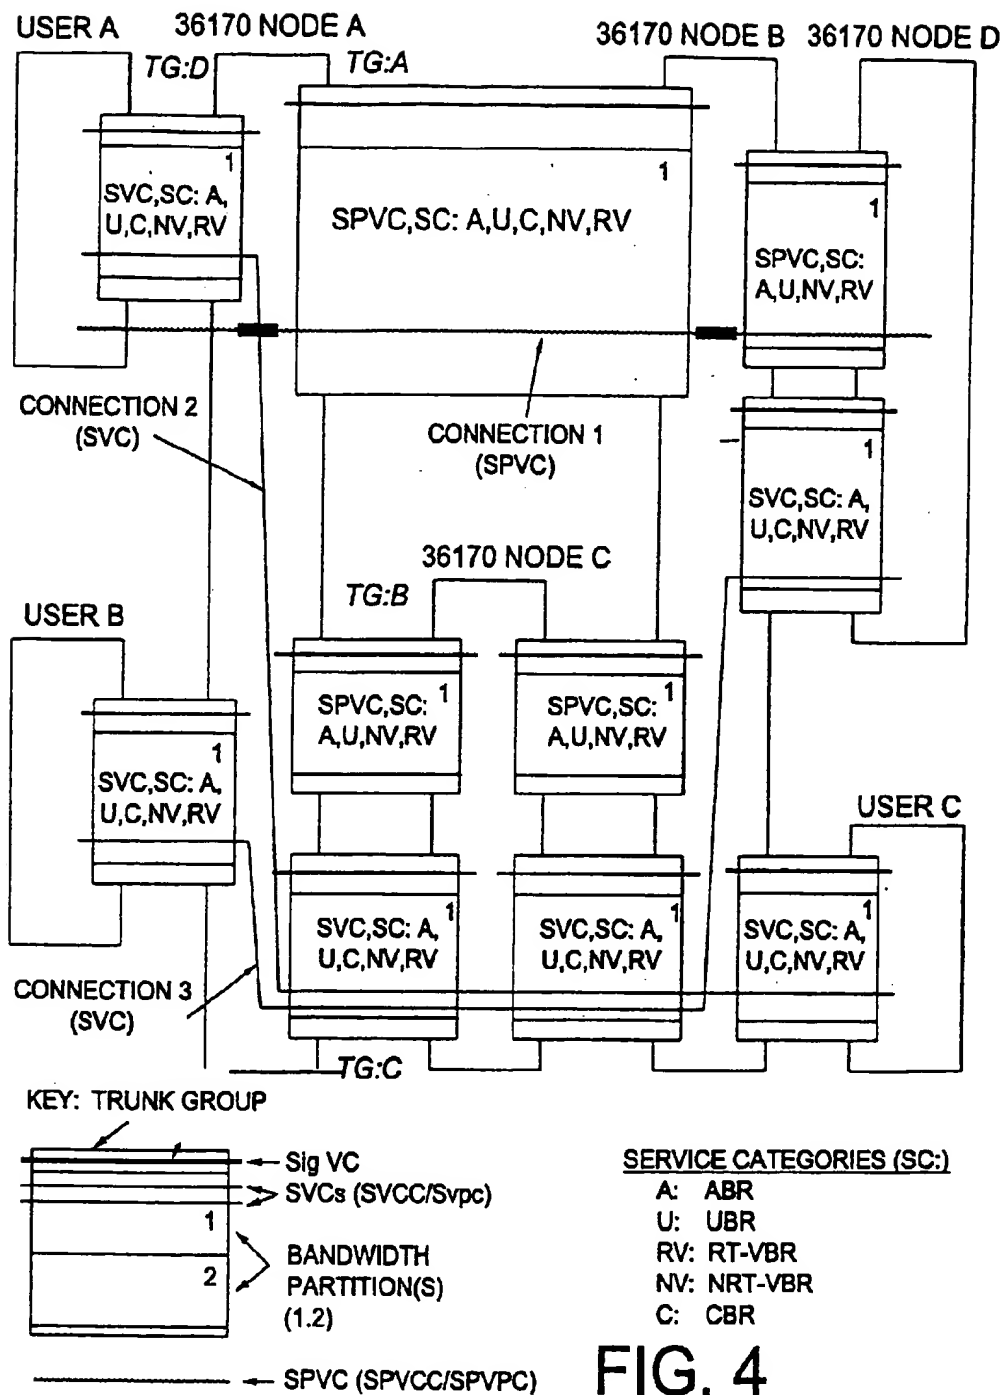 USER A
36170 NODE A
36170 NODE B
36170 NODE D
TG:D
TG:A
1
SVC,SC: A,
U,C,NV,RV
1
SPVC,SC: A,U,C,NV,RV
1
SPVC,SC:
A,U,NV,RV
CONNECTION 2
(SVC)
CONNECTION 1
(SPVC)
1
SVC,SC: A,
U,C,NV,RV
36170 NODE C
TG:B
USER B
1
SPVC,SC:
A,U,NV,RV
1
SPVC,SC:
A,U,NV,RV
1
SVC,SC: A,
U,C,NV,RV
USER C
1
SVC,SC: A,
U,C,NV,RV
1
SVC,SC: A,
U,C,NV,RV
1
SVC,SC: A,
U,C,NV,RV
CONNECTION 3
(SVC)
TG:C
KEY: TRUNK GROUP
Sig VC
SVCs (SVCC/Svpc)
1
2
BANDWIDTH
PARTITION(S)
(1.2)
SPVC (SPVCC/SPVPC)
SERVICE CATEGORIES (SC:)
A: ABR
U: UBR
RV: RT-VBR
NV: NRT-VBR
C: CBR
FIG. 4